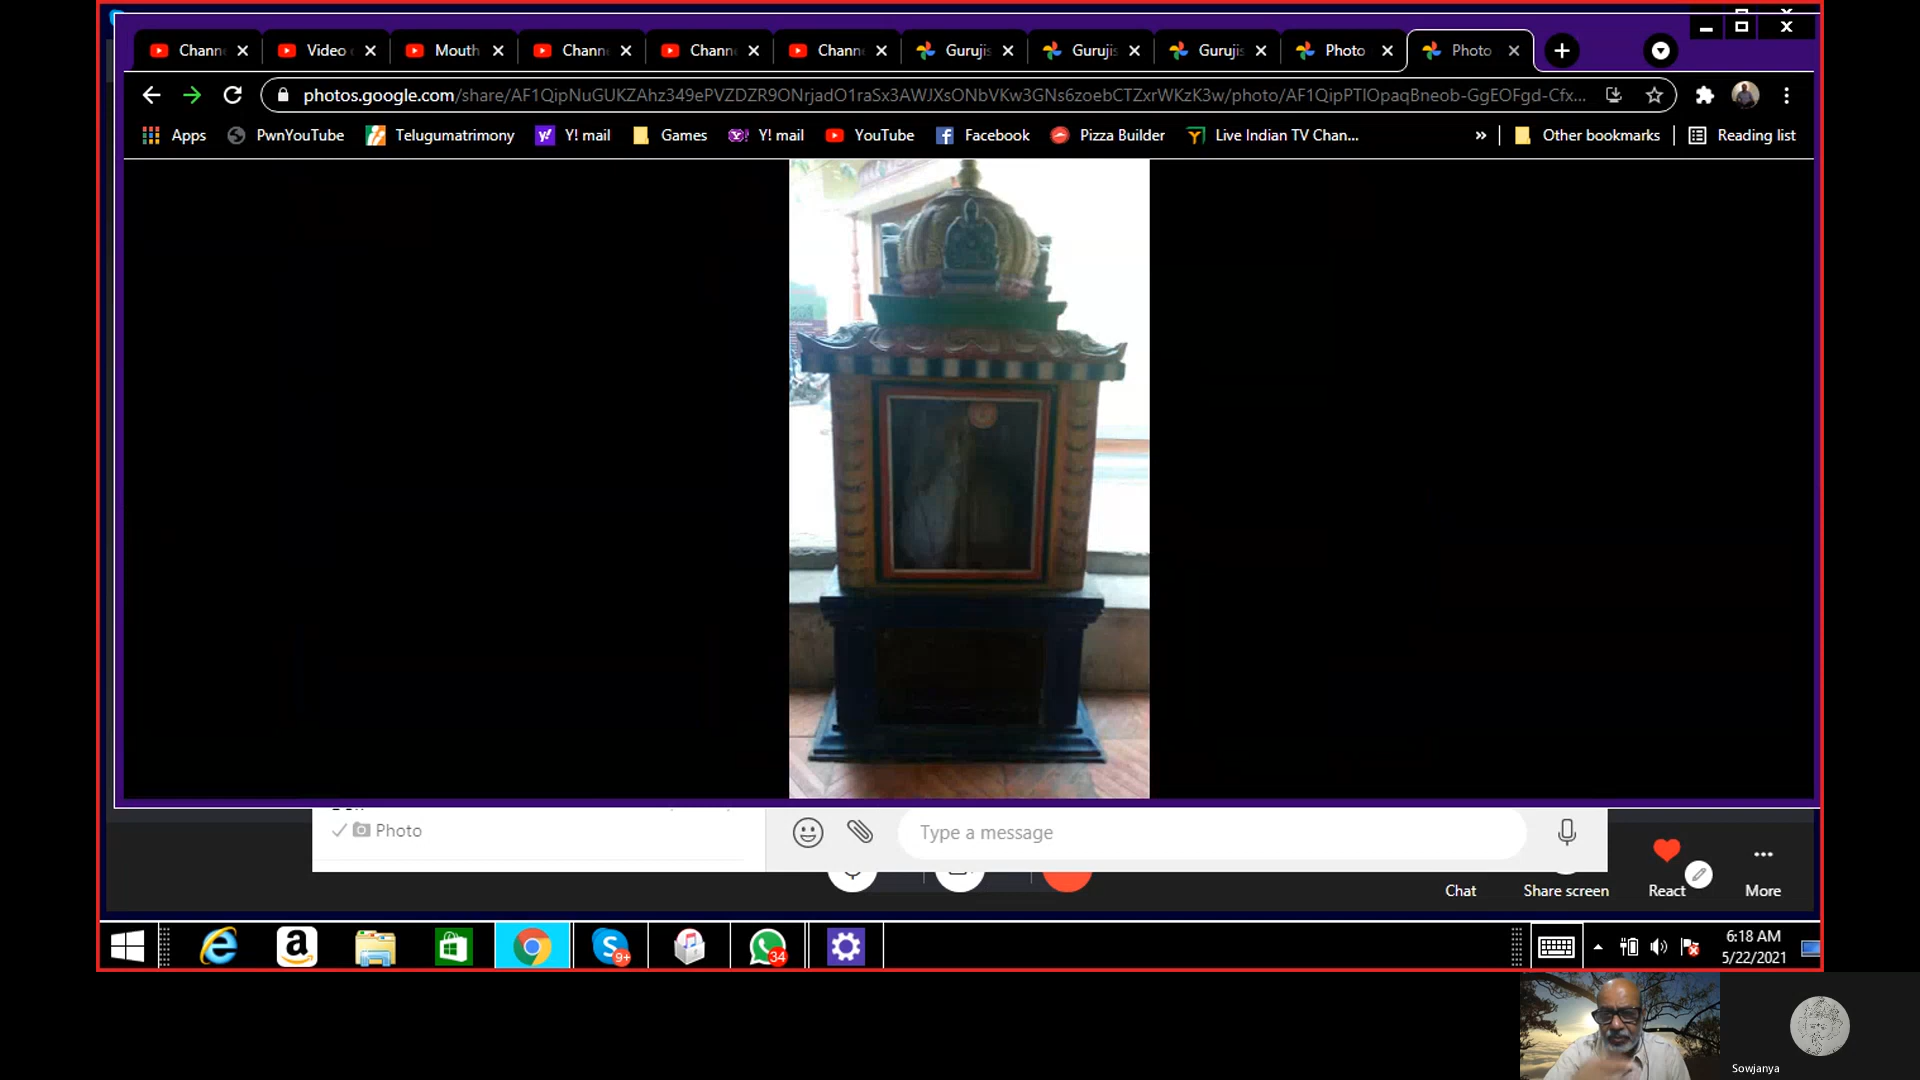 Chann
Video
Mouth
Chann
Chann
Chann
Gurujis
Gurujis
Gurujis
Photo
Photo
photos.google.com/share/AF1QipNuGUKZAhz349ePVZDZR9ONrjadO1raSx3AWJXsONbVKw3GNs6zoebCTZxrWKzK3w/photo/AF1QipPTIOpaqBneob-GgEOFgd-Cfx...
Apps PwnYouTube Telugumatrimony Y! mail Games Y! mail YouTube Facebook Pizza Builder Live Indian TV Chan... » Other bookmarks Reading list
Photo
Type a message
Chat Share screen React More
9+
34
6:18 AM
5/22/2021
Sowjanya